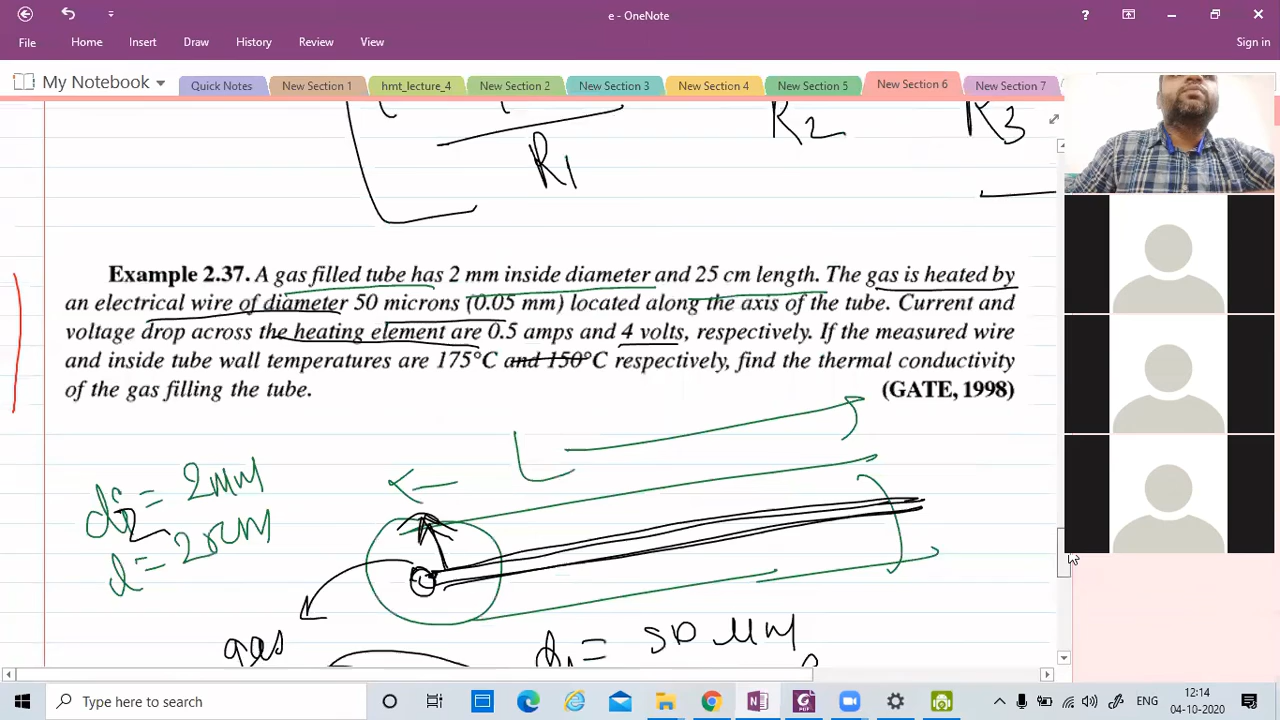 e - OneNote
File Home Insert Draw History Review View Sign in
My Notebook Quick Notes New Section 1 hmt_lecture_4 New Section 2 New Section 3 New Section 4 New Section 5 New Section 6 New Section 7
R1 R2 R3
Example 2.37. A gas filled tube has 2 mm inside diameter and 25 cm length. The gas is heated by
an electrical wire of diameter 50 microns (0.05 mm) located along the axis of the tube. Current and
voltage drop across the heating element are 0.5 amps and 4 volts, respectively. If the measured wire
and inside tube wall temperatures are 175°C and 150°C respectively, find the thermal conductivity
of the gas filling the tube. (GATE, 1998)
L
= 2mm
l = 25cm
gas
d1 = 50 μm
Type here to search
ENG
2:14
04-10-2020